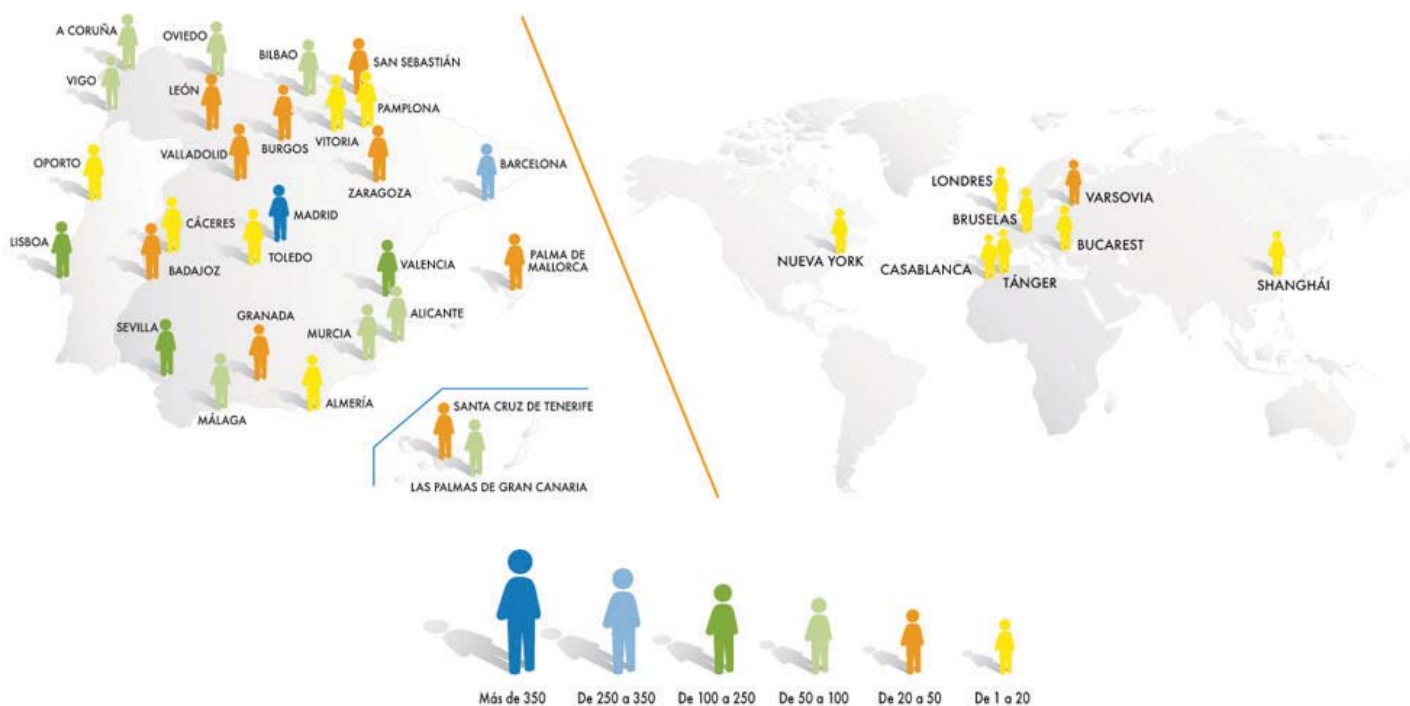 A CORUÑA
OVIEDO
BILBAO
SAN SEBASTIÁN
VIGO
LEÓN
PAMPLONA
BURGOS
VITORIA
OPORTO
VALLADOLID
ZARAGOZA
BARCELONA
CÁCERES
MADRID
LISBOA
BADAJOZ
TOLEDO
VALENCIA
PALMA DE
MALLORCA
SEVILLA
GRANADA
ALICANTE
MURCIA
MÁLAGA
ALMERÍA
SANTA CRUZ DE TENERIFE
LAS PALMAS DE GRAN CANARIA
LONDRES
VARSOVIA
BRUSELAS
NUEVA YORK
BUCAREST
CASABLANCA
TÁNGER
SHANGHÁI
Más de 350
De 250 a 350
De 100 a 250
De 50 a 100
De 20 a 50
De 1 a 20